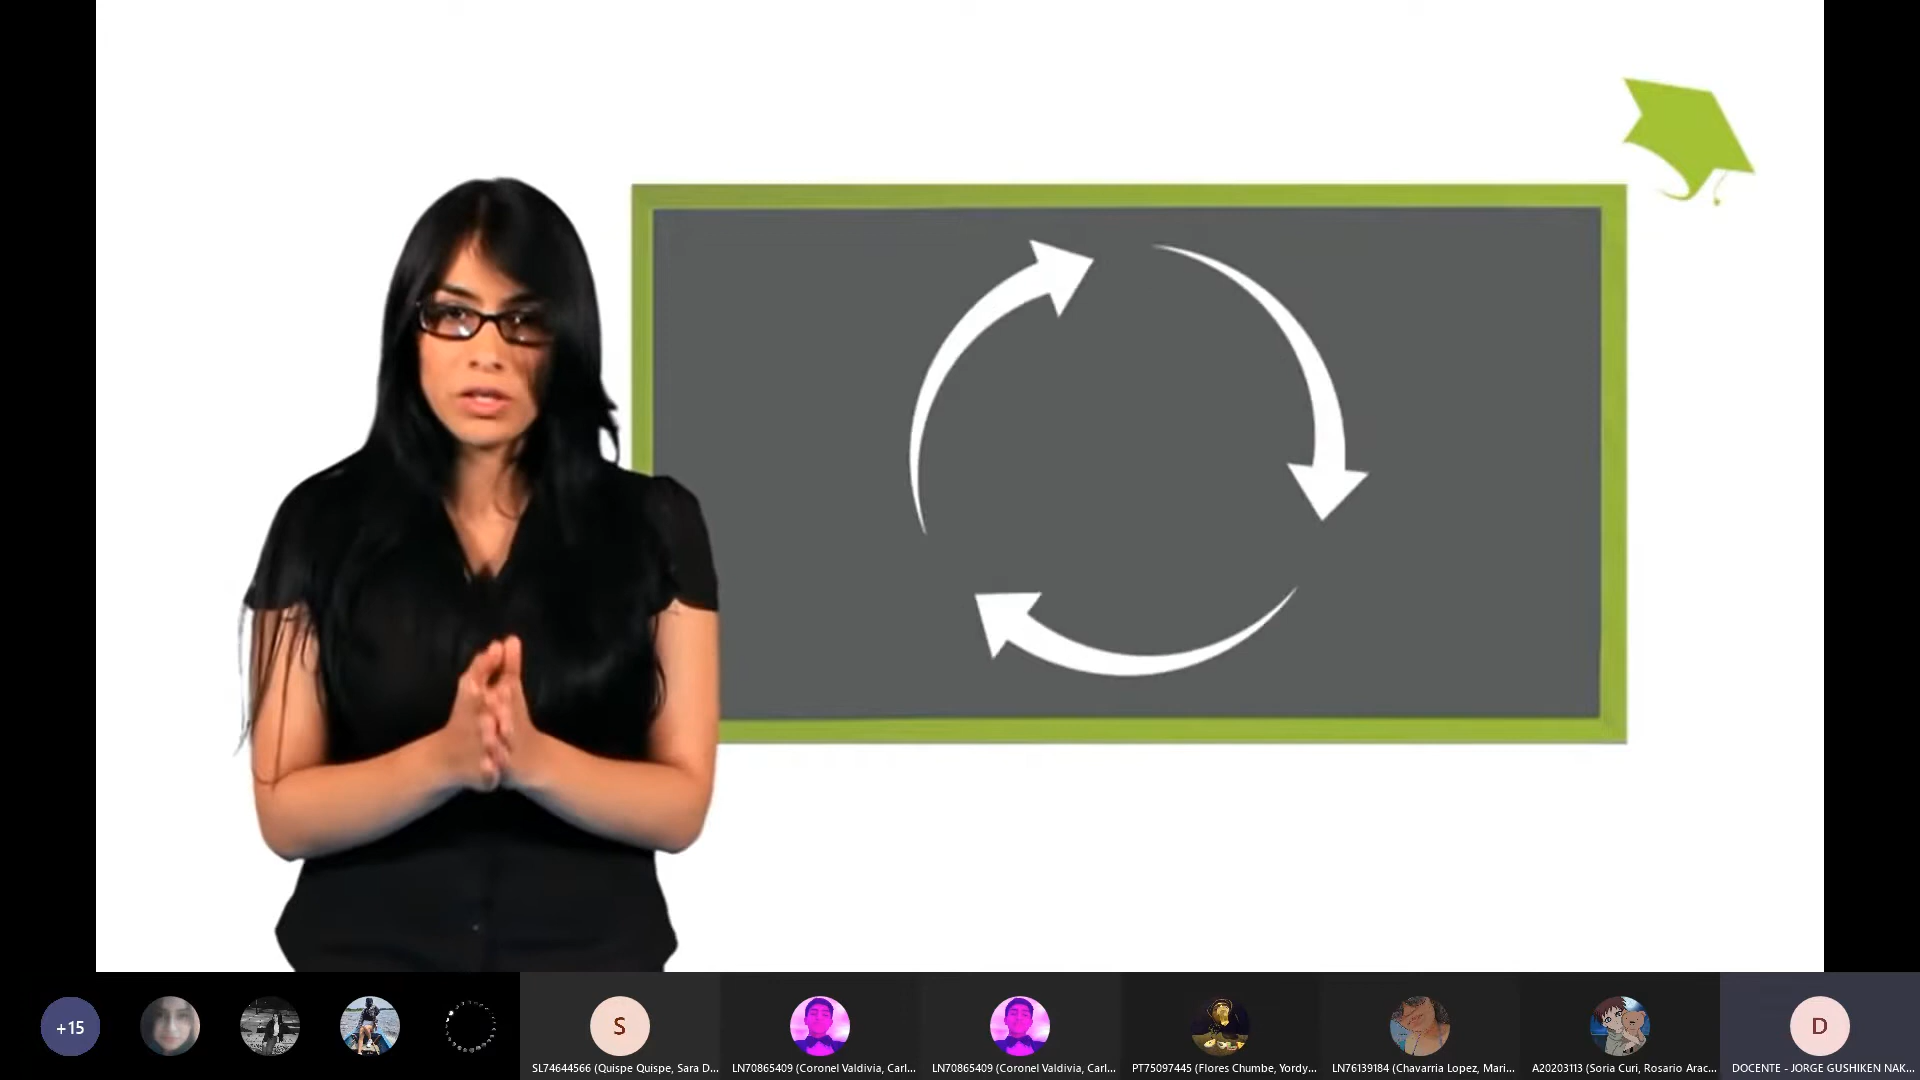 +15
S
D
SL74644566 (Quispe Quispe, Sara D...
LN70865409 (Coronel Valdivia, Carl...
LN70865409 (Coronel Valdivia, Carl...
PT75097445 (Flores Chumbe, Yordy...
LN76139184 (Chavarria Lopez, Mari...
A20203113 (Soria Curi, Rosario Arac...
DOCENTE - JORGE GUSHIKEN NAK...